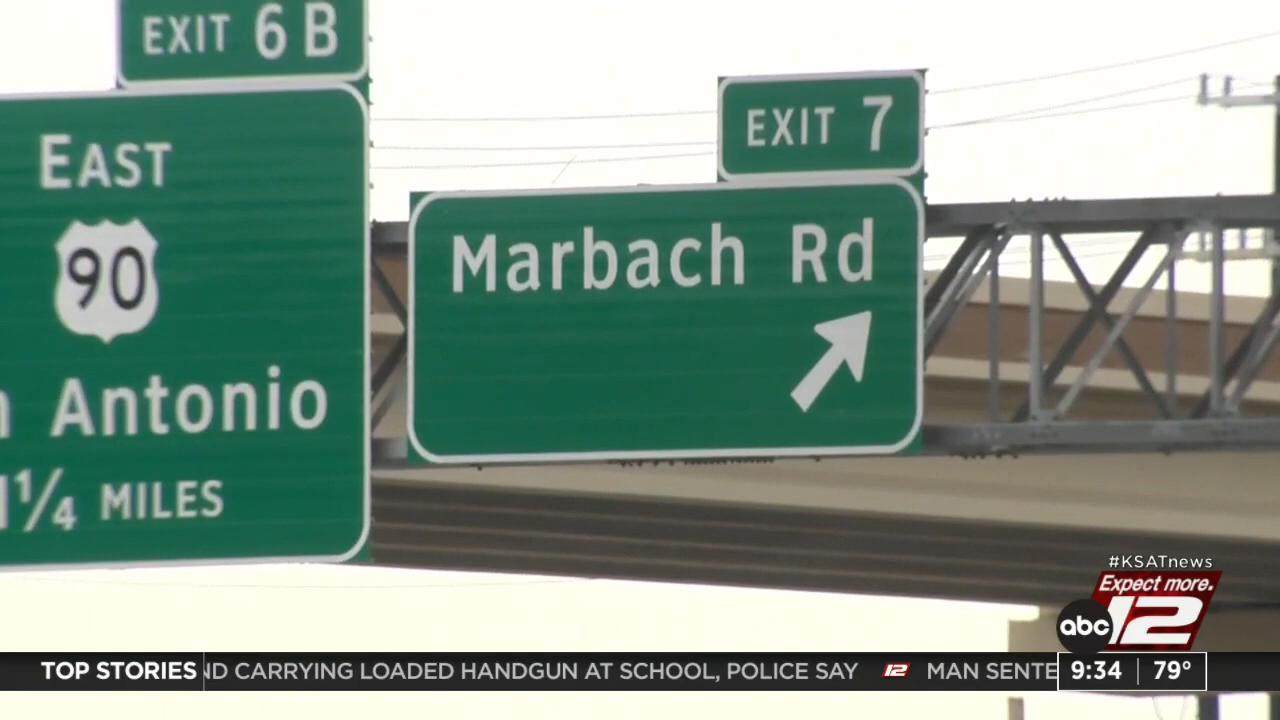 EXIT 6 B
EAST
90
Antonio
1¼ MILES
EXIT 7
Marbach Rd
#KSATnews
Expect more.
abc 12
TOP STORIES ND CARRYING LOADED HANDGUN AT SCHOOL, POLICE SAY 12 MAN SENTE 9:34 79°